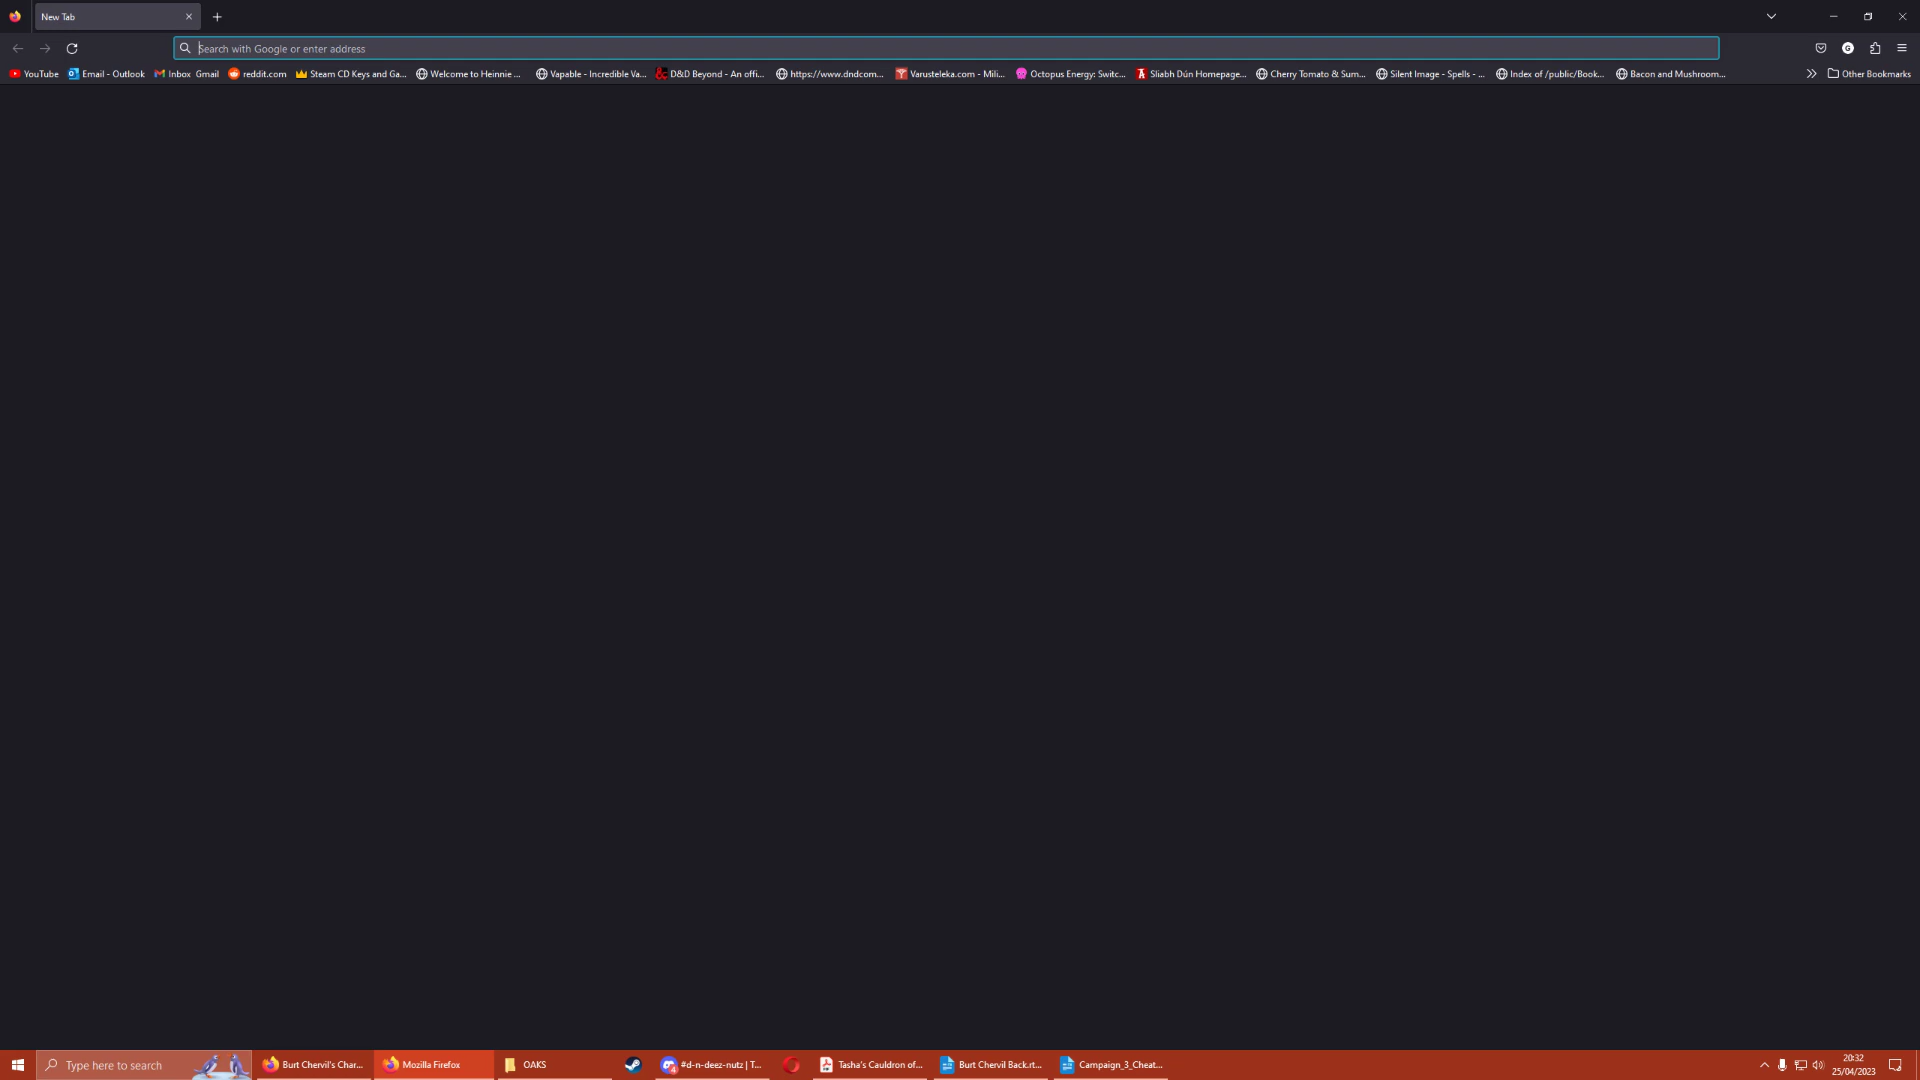 New Tab
Search with Google or enter address
YouTube Email - Outlook Inbox Gmail reddit.com Steam CD Keys and Ga... Welcome to Heinnie ... Vapable - Incredible Va... D&D Beyond - An offi... https://www.dndcom... Varusteleka.com - Mili... Octopus Energy: Switc... Sliabh Dún Homepage... Cherry Tomato & Sum... Silent Image - Spells - ... Index of /public/Book... Bacon and Mushroom... Other Bookmarks
Type here to search Burt Chervil's Char... Mozilla Firefox OAKS #d-n-deez-nutz | T... Tasha's Cauldron of... Burt Chervil Back.rt... Campaign_3_Cheat... 20:32
25/04/2023